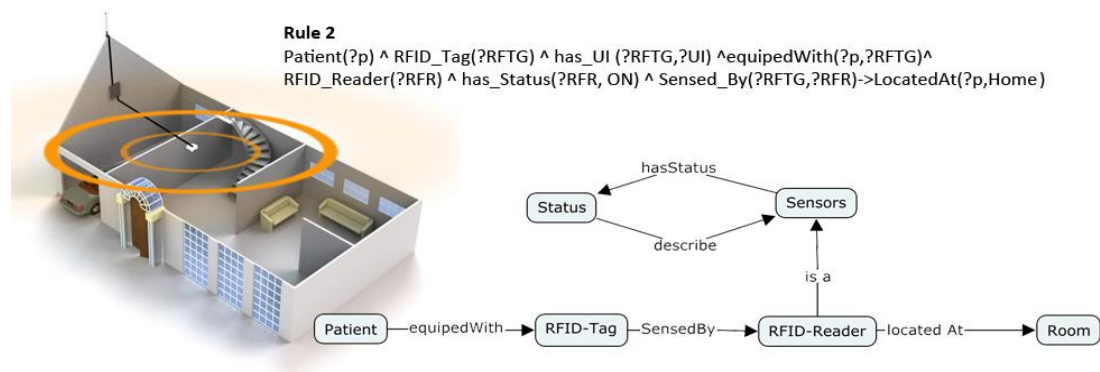 Rule 2
Patient(?p) ^ RFID_Tag(?RFTG) ^ has_UI (?RFTG,?UI) ^equipedWith(?p,?RFTG)^
RFID_Reader(?RFR) ^ has_Status(?RFR, ON) ^ Sensed_By(?RFTG,?RFR)->LocatedAt(?p,Home)
hasStatus
Status
Sensors
describe
is a
Patient
equipedWith
RFID-Tag
SensedBy
RFID-Reader
located At
Room